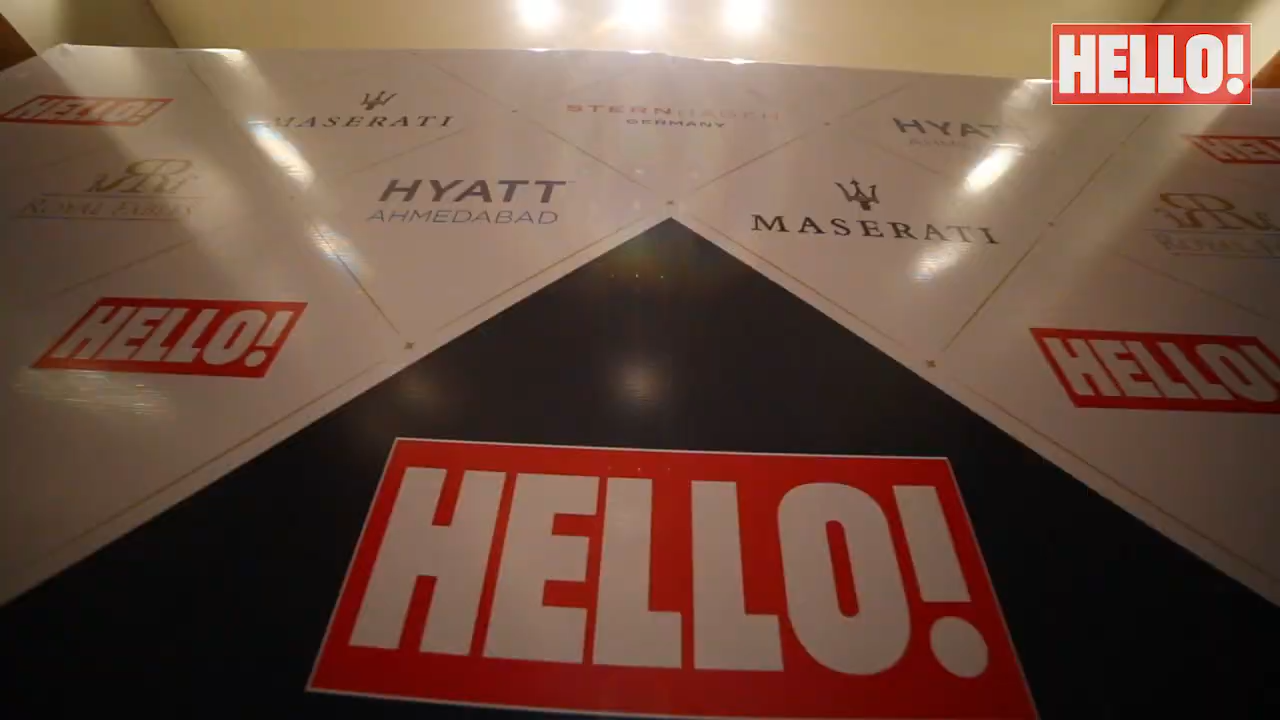 HELLO!
HELLO!
MASERATI
STERNHAGEN
GERMANY
HYATT
HYATT
AHMEDABAD
MASERATI
HELLO!
HELLO!
HELLO!